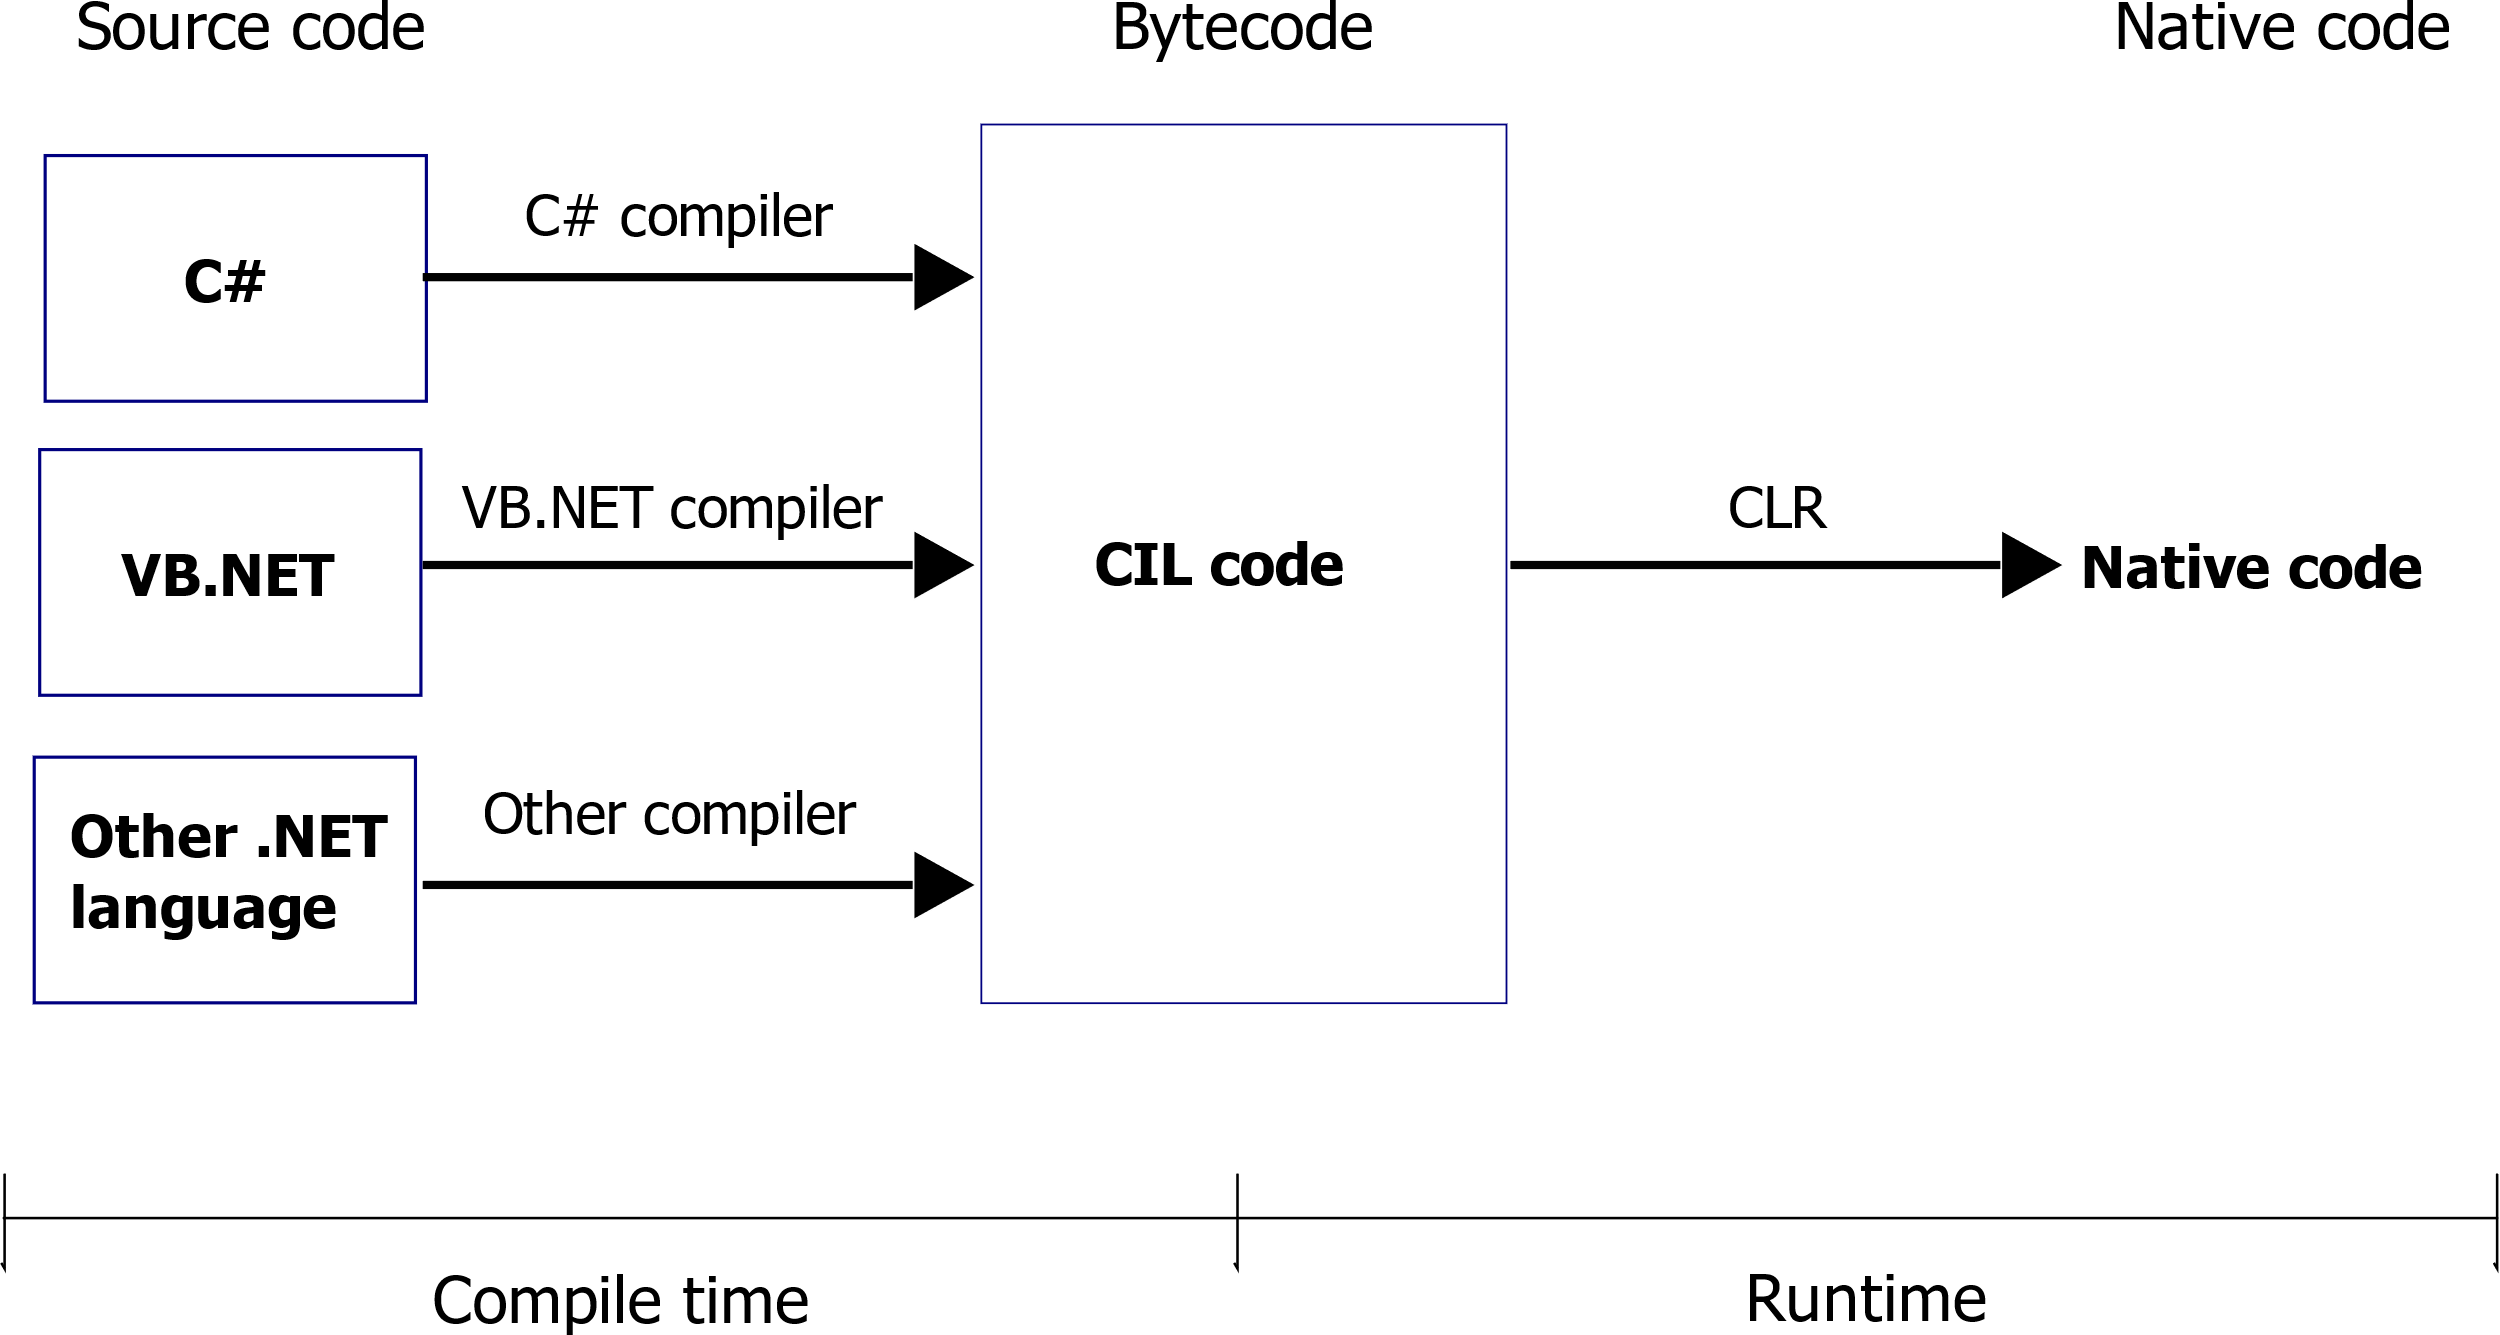 Source code
Bytecode
Native code
C#
C# compiler
VB.NET
VB.NET compiler
CIL code
CLR
Native code
Other .NET
language
Other compiler
Compile time
Runtime